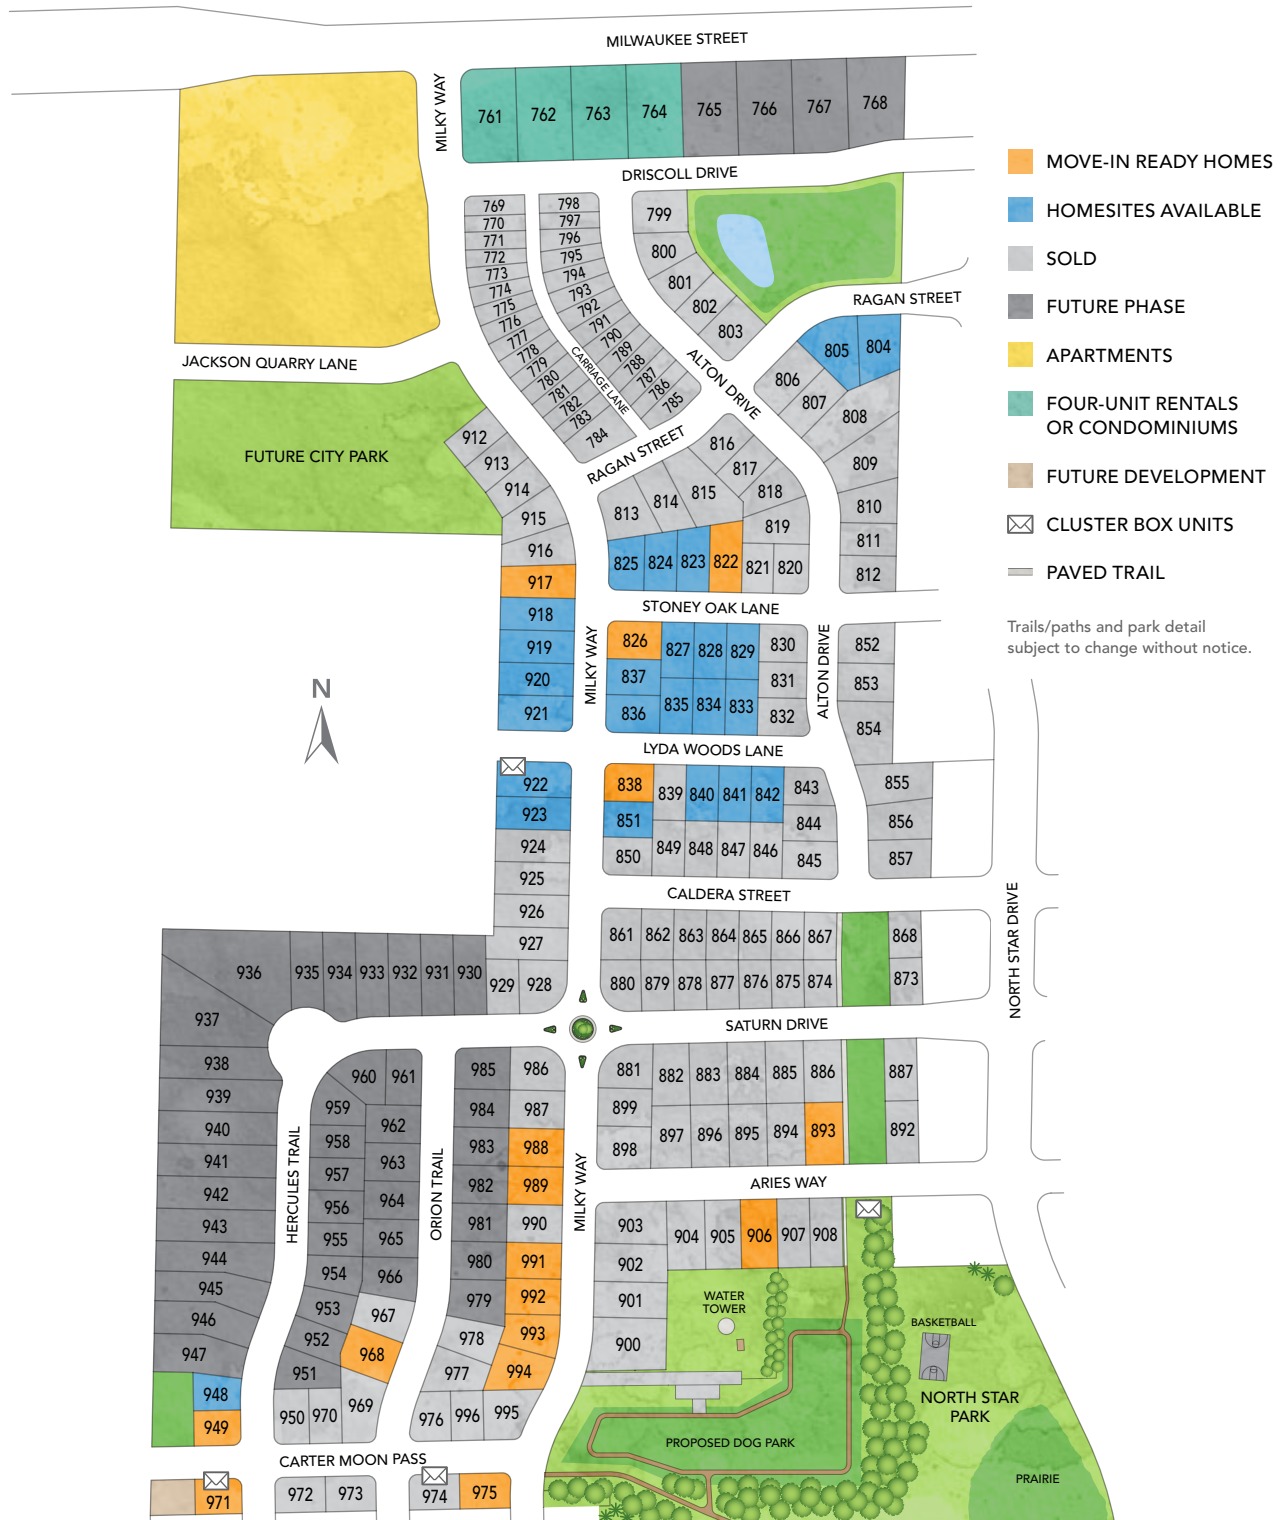 MILWAUKEE STREET
MILKY WAY
761 762 763 764 765 766 767 768
DRISCOLL DRIVE
769 798 799
770 797
771 796
772 795 800
773 794
774 793 801
775 792 802
776 791 803
777 790
778 789
779 788
780 787
781 786
782 785
783
784
CARRIAGE LANE
ALTON DRIVE
RAGAN STREET
805 804
806
807
808
809
810
811
812
JACKSON QUARRY LANE
FUTURE CITY PARK
RAGAN STREET
912
913
914
915
916
917
918
919
920
921
816
817
818
813 814 815
819
825 824 823 822 821 820
STONEY OAK LANE
MILKY WAY
ALTON DRIVE
826 827 828 829 830
837 831
836 835 834 833 832
852
853
854
LYDA WOODS LANE
922
923
924
925
926
927
929 928
838 839 840 841 842 843
851 844
850 849 848 847 846 845
855
856
857
CALDERA STREET
861 862 863 864 865 866 867 868
880 879 878 877 876 875 874 873
NORTH STAR DRIVE
SATURN DRIVE
936 935 934 933 932 931 930
937
938
939
940
941
942
943
944
945
946
947
948
949
HERCULES TRAIL
960 961
959
958
957
956
955
954
953
952
951
962
963
964
965
966
967
968
969
950 970
ORION TRAIL
985 986
984 987
983 988
982 989
981 990
980 991
979 992
978 993
977 994
976 996 995
MILKY WAY
881 882 883 884 885 886 887
899
898 897 896 895 894 893 892
ARIES WAY
903 904 905 906 907 908
902
901
900
WATER
TOWER
BASKETBALL
NORTH STAR
PARK
PROPOSED DOG PARK
PRAIRIE
CARTER MOON PASS
971 972 973 974 975
N
MOVE-IN READY HOMES
HOMESITES AVAILABLE
SOLD
FUTURE PHASE
APARTMENTS
FOUR-UNIT RENTALS
OR CONDOMINIUMS
FUTURE DEVELOPMENT
CLUSTER BOX UNITS
PAVED TRAIL
Trails/paths and park detail
subject to change without notice.